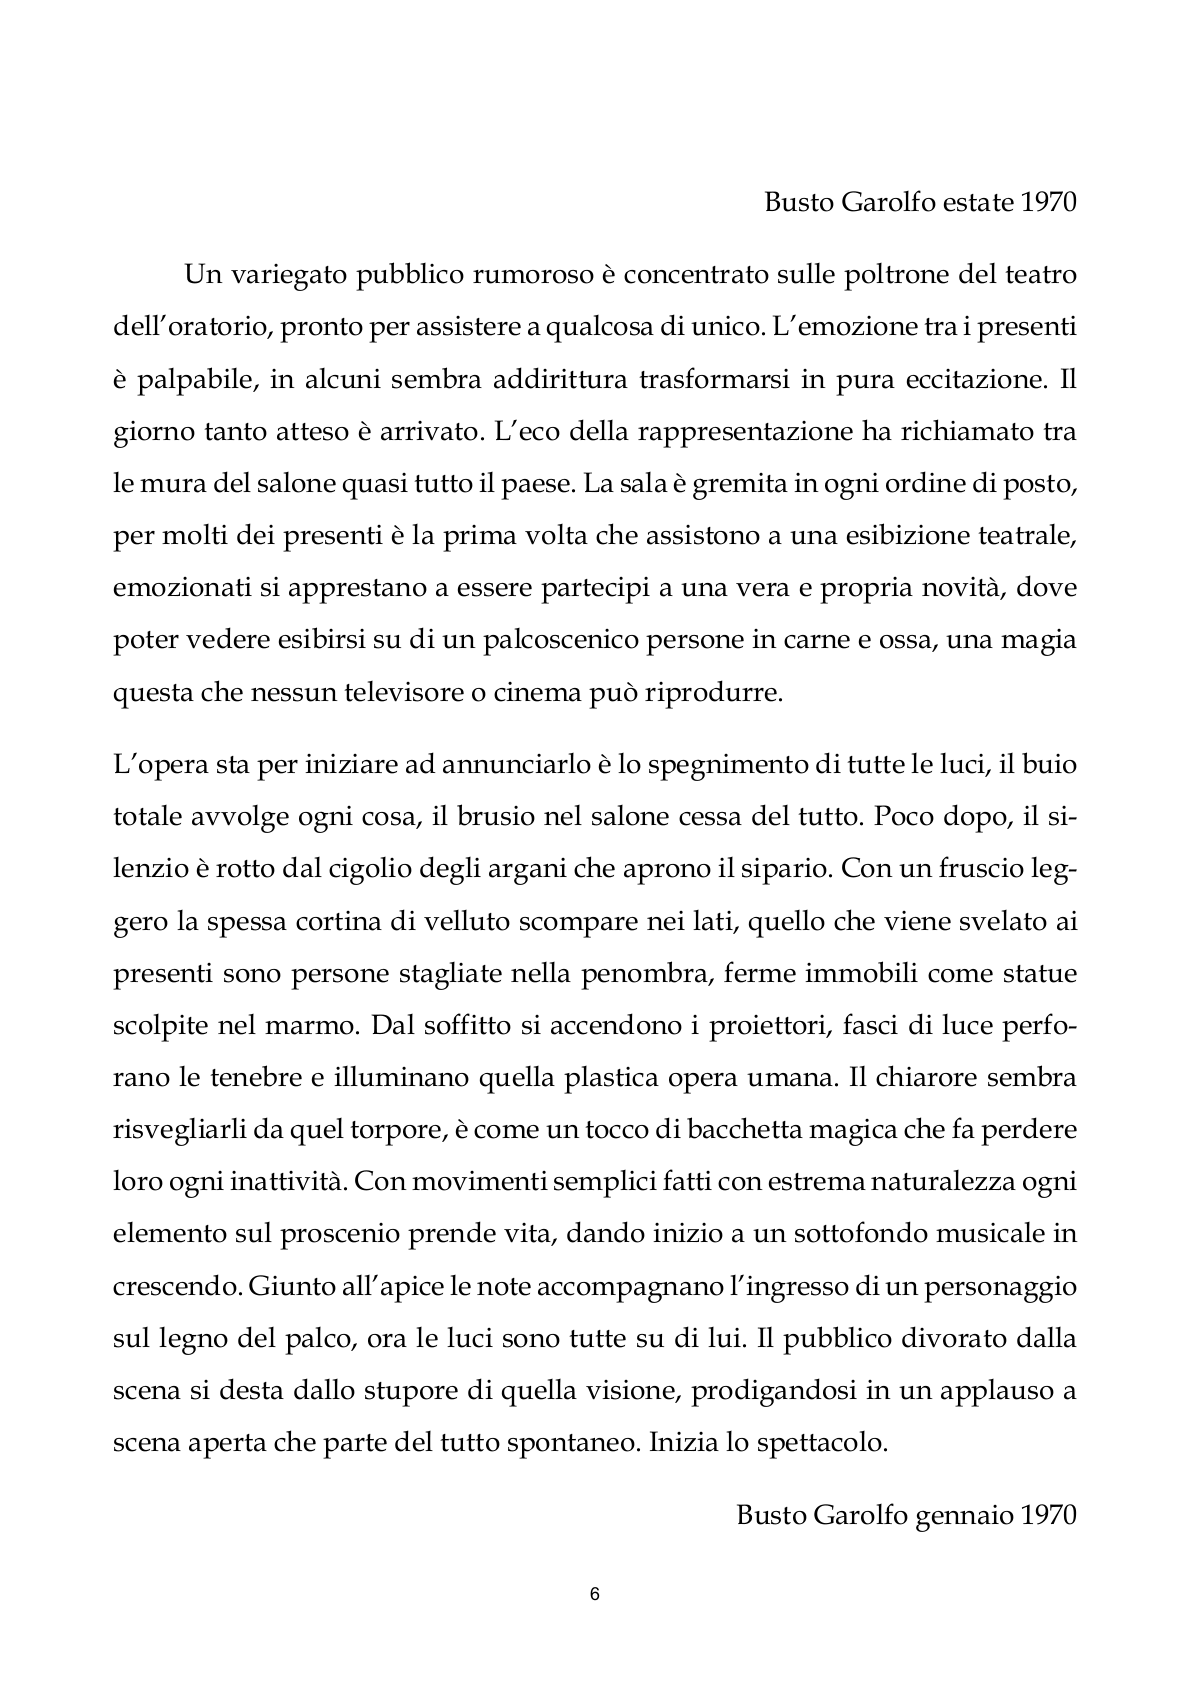 Busto Garolfo estate 1970
Un variegato pubblico rumoroso è concentrato sulle poltrone del teatro
dell’oratorio, pronto per assistere a qualcosa di unico. L’emozione tra i presenti
è palpabile, in alcuni sembra addirittura trasformarsi in pura eccitazione. Il
giorno tanto atteso è arrivato. L’eco della rappresentazione ha richiamato tra
le mura del salone quasi tutto il paese. La sala è gremita in ogni ordine di posto,
per molti dei presenti è la prima volta che assistono a una esibizione teatrale,
emozionati si apprestano a essere partecipi a una vera e propria novità, dove
poter vedere esibirsi su di un palcoscenico persone in carne e ossa, una magia
questa che nessun televisore o cinema può riprodurre.
L’opera sta per iniziare ad annunciarlo è lo spegnimento di tutte le luci, il buio
totale avvolge ogni cosa, il brusio nel salone cessa del tutto. Poco dopo, il si-
lenzio è rotto dal cigolio degli argani che aprono il sipario. Con un fruscio leg-
gero la spessa cortina di velluto scompare nei lati, quello che viene svelato ai
presenti sono persone stagliate nella penombra, ferme immobili come statue
scolpite nel marmo. Dal soffitto si accendono i proiettori, fasci di luce perfo-
rano le tenebre e illuminano quella plastica opera umana. Il chiarore sembra
risvegliarli da quel torpore, è come un tocco di bacchetta magica che fa perdere
loro ogni inattività. Con movimenti semplici fatti con estrema naturalezza ogni
elemento sul proscenio prende vita, dando inizio a un sottofondo musicale in
crescendo. Giunto all’apice le note accompagnano l’ingresso di un personaggio
sul legno del palco, ora le luci sono tutte su di lui. Il pubblico divorato dalla
scena si desta dallo stupore di quella visione, prodigandosi in un applauso a
scena aperta che parte del tutto spontaneo. Inizia lo spettacolo.
Busto Garolfo gennaio 1970
6